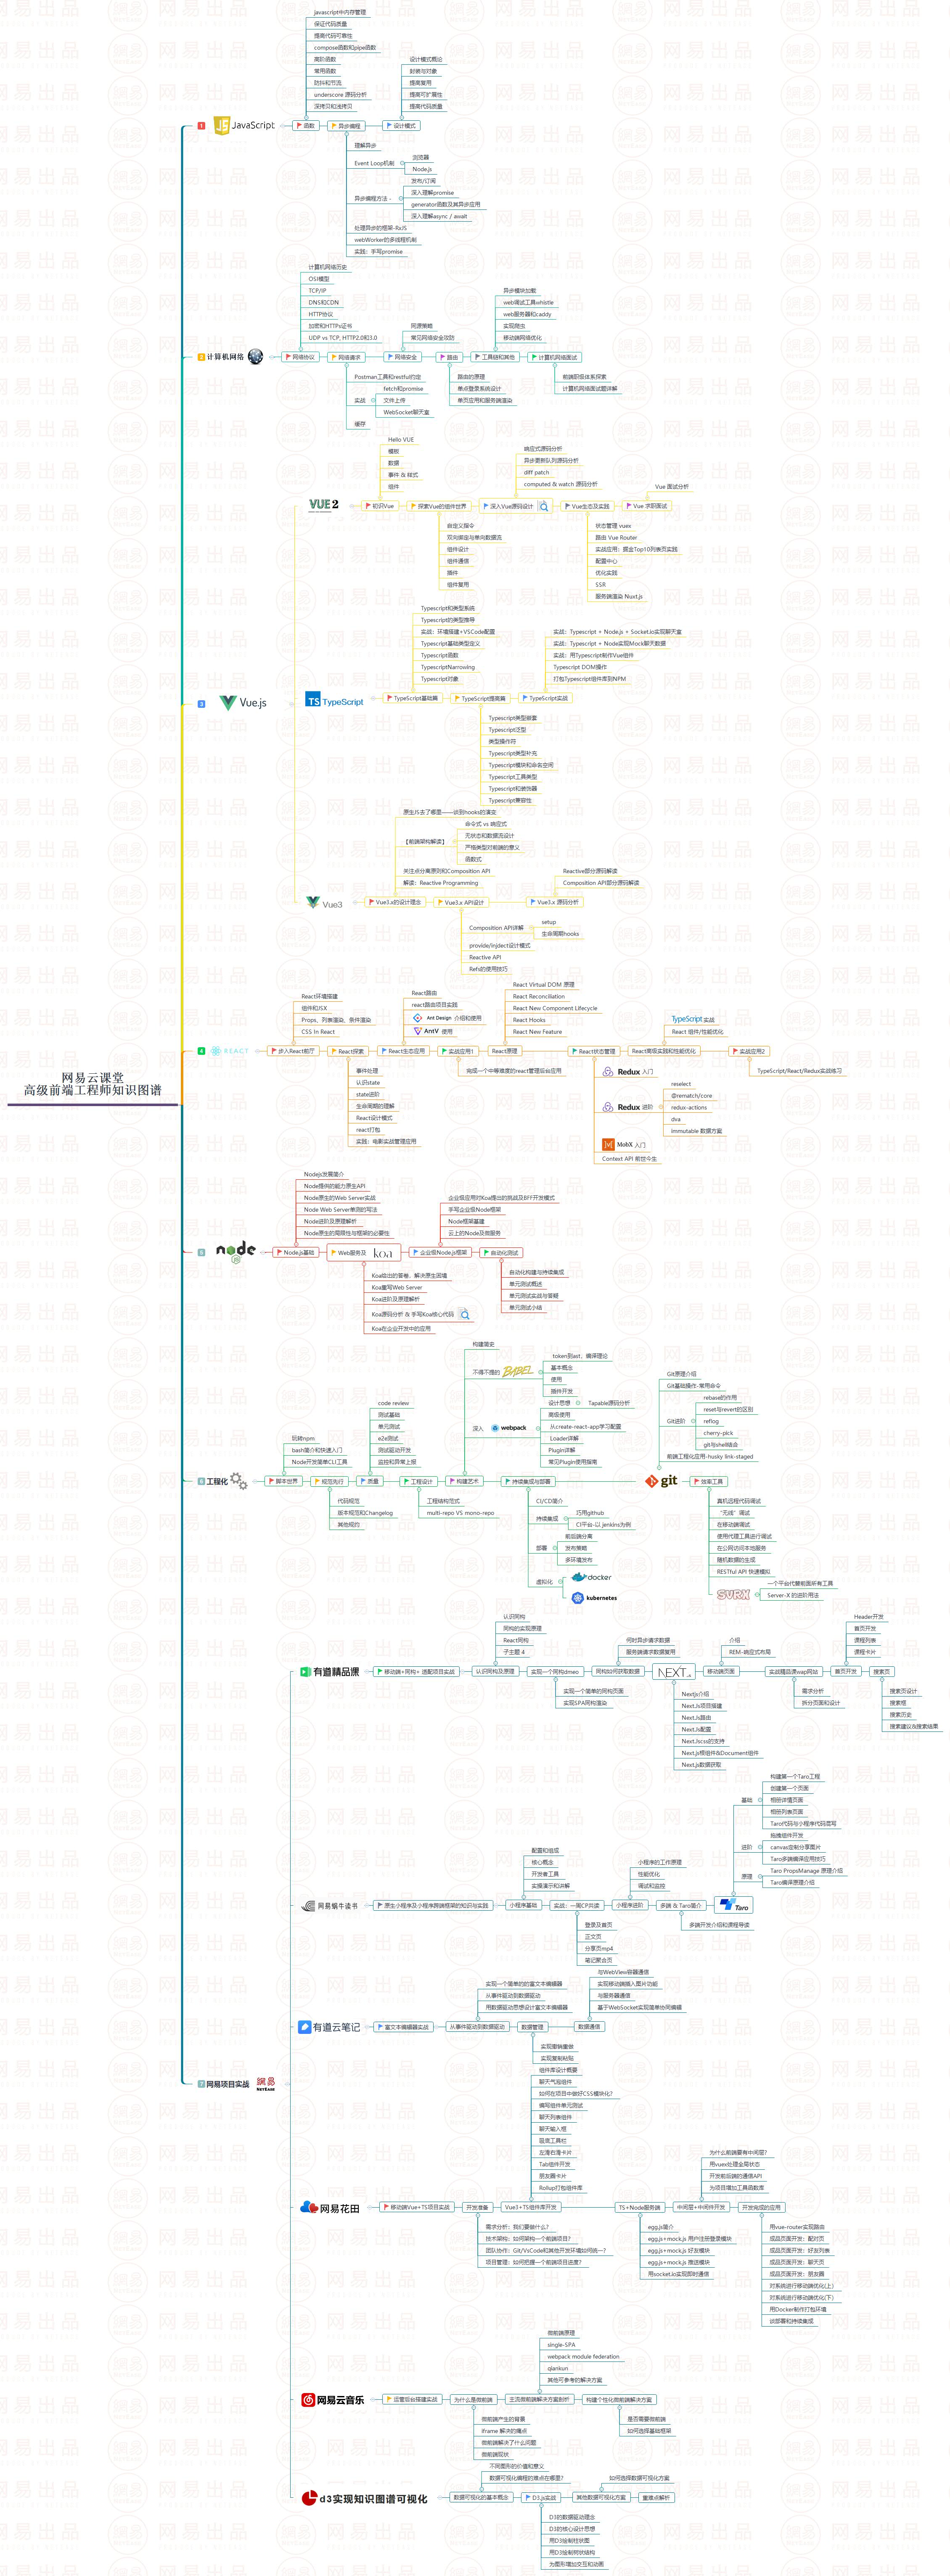 网易云课堂
高级前端工程师知识图谱
1
JavaScript
函数
javascript中内存管理
保证代码质量
提高代码可靠性
compose函数和pipe函数
高阶函数
常用函数
防抖和节流
underscore 源码分析
深拷贝和浅拷贝
异步编程
理解异步
Event Loop机制
浏览器
Node.js
异步编程方法 -
发布/订阅
深入理解promise
generator函数及其异步应用
深入理解async / await
处理异步的框架-RxJS
webWorker的多线程机制
实践：手写promise
设计模式
设计模式概论
封装与对象
提高复用
提高可扩展性
提高代码质量
2
计算机网络
网络协议
计算机网络历史
OSI模型
TCP/IP
DNS和CDN
HTTP协议
加密和HTTPs证书
UDP vs TCP, HTTP2.0和3.0
网络请求
Postman工具和restful约定
实战
fetch和promise
文件上传
WebSocket聊天室
缓存
网络安全
同源策略
常见网络安全攻防
路由
路由的原理
单点登录系统设计
单页应用和服务端渲染
工具链和其他
异步模块加载
web调试工具whistle
web服务器和caddy
实现爬虫
移动端网络优化
计算机网络面试
前端职级体系探索
计算机网络面试题详解
3
Vue.js
VUE 2
初识Vue
Hello VUE
模板
数据
事件 & 样式
组件
探索Vue的组件世界
自定义指令
双向绑定与单向数据流
组件设计
组件通信
插件
组件复用
深入Vue源码设计
响应式源码分析
异步更新队列源码分析
diff patch
computed & watch 源码分析
Vue生态及实践
状态管理 vuex
路由 Vue Router
实战应用：掘金Top10列表页实践
配置中心
优化实践
SSR
服务端渲染 Nuxt.js
Vue 求职面试
Vue 面试分析
TS TypeScript
TypeScript基础篇
Typescript和类型系统
Typescript的类型推导
实战：环境搭建+VSCode配置
Typescript基础类型定义
Typescript函数
TypescriptNarrowing
Typescript对象
TypeScript提高篇
Typescript类型嵌套
Typescript泛型
类型操作符
Typescript类型补充
Typescript模块和命名空间
Typescript工具类型
Typescript和装饰器
Typescript兼容性
TypeScript实战
实战：Typescript + Node.js + Socket.io实现聊天室
实战：Typescript + Node实现Mock聊天数据
实战：用Typescript制作Vue组件
Typescript DOM操作
打包Typescript组件库到NPM
Vue3
Vue3.x的设计理念
原生JS去了哪里——谈到hooks的演变
【前端架构解读】
命令式 vs 响应式
无状态和数据流设计
严格类型对前端的意义
函数式
关注点分离原则和Composition API
解读：Reactive Programming
Vue3.x API设计
Composition API详解
setup
生命周期hooks
provide/injdect设计模式
Reactive API
Refs的使用技巧
Vue3.x 源码分析
Reactive部分源码解读
Composition API部分源码解读
4
REACT
步入React前厅
React环境搭建
组件和JSX
Props、列表渲染、条件渲染
CSS In React
React探索
事件处理
认识state
state进阶
生命周期的理解
React设计模式
react打包
实践：电影实战管理应用
React生态应用
React路由
react路由项目实践
Ant Design 介绍和使用
AntV 使用
实战应用1
完成一个中等难度的react管理后台应用
React原理
React Virtual DOM 原理
React Reconciliation
React New Component Lifecycle
React Hooks
React New Feature
React状态管理
Redux 入门
Redux 进阶
reselect
@rematch/core
redux-actions
dva
immutable 数据方案
MobX 入门
Context API 前世今生
React高级实践和性能优化
TypeScript 实战
React 组件/性能优化
实战应用2
TypeScript/React/Redux实战练习
5
node
Node.js基础
Nodejs发展简介
Node提供的能力原生API
Node原生的Web Server实战
Node Web Server单测的写法
Node进阶及原理解析
Node原生的局限性与框架的必要性
Web服务及 koa
Koa给出的答卷，解决原生困境
Koa重写Web Server
Koa进阶及原理解析
Koa源码分析 & 手写Koa核心代码
Koa在企业开发中的应用
企业级Node.js框架
企业级应用对Koa提出的挑战及BFF开发模式
手写企业级Node框架
Node框架基建
云上的Node及微服务
自动化测试
自动化构建与持续集成
单元测试概述
单元测试实战与答疑
单元测试小结
6
工程化
脚本世界
玩转npm
bash简介和快速入门
Node开发简单CLI工具
规范先行
代码规范
版本规范和Changelog
其他规约
质量
code review
测试基础
单元测试
e2e测试
测试驱动开发
监控和异常上报
工程设计
工程结构范式
multi-repo VS mono-repo
构建艺术
构建简史
不得不提的 BABEL
token到ast、编译理论
基本概念
使用
插件开发
深入 webpack
设计思想
Tapable源码分析
高级使用
从create-react-app学习配置
Loader详解
Plugin详解
常见Plugin使用指南
持续集成与部署
CI/CD简介
持续集成
巧用github
CI平台-以 jenkins为例
部署
前后端分离
发布策略
多环境发布
虚拟化
docker
kubernetes
git
Git原理介绍
Git基础操作-常用命令
Git进阶
rebase的作用
reset与revert的区别
reflog
cherry-pick
git与shell结合
前端工程化应用-husky link-staged
效率工具
真机远程代码调试
“无线”调试
在移动端调试
使用代理工具进行调试
在公网访问本地服务
随机数据的生成
RESTful API 快速模拟
SVRX
一个平台代替前面所有工具
Server-X 的进阶用法
7
网易项目实战
網易 NETEASE
有道精品课
移动端+同构+ 适配项目实战
认识同构及原理
认识同构
同构的实现原理
React同构
子主题 4
实现一个同构dmeo
实现一个简单的同构页面
实现SPA同构渲染
同构如何获取数据
何时异步请求数据
服务端请求数据复用
NEXT.js
Nextjs介绍
Next.Js项目搭建
Next.Js路由
Next.Js配置
Next.Jscss的支持
Next.js根组件&Document组件
Next.js数据获取
移动端页面
介绍
REM-响应式布局
实战精品课wap网站
需求分析
拆分页面和设计
首页开发
Header开发
首页开发
课程列表
课程卡片
搜索页
搜索页设计
搜索框
搜索历史
搜索建议&搜索结果
网易蜗牛读书
原生小程序及小程序跨端框架的知识与实践
小程序基础
配置和组成
核心概念
开发者工具
实操演示和讲解
实战：一周CP共读
登录及首页
正文页
分享页mp4
笔记聚合页
小程序进阶
小程序的工作原理
性能优化
调试和监控
多端 & Taro简介
多端开发介绍和课程导读
Taro
基础
构建第一个Taro工程
创建第一个页面
相册详情页面
相册列表页面
Taro代码与小程序代码混写
进阶
拖拽组件开发
canvas定制分享图片
Taro多端编译应用技巧
原理
Taro PropsManage 原理介绍
Taro编译原理介绍
有道云笔记
富文本编辑器实战
从事件驱动到数据驱动
实现一个简单的的富文本编辑器
从事件驱动到数据驱动
用数据驱动思想设计富文本编辑器
数据管理
实现撤销重做
实现复制粘贴
数据通信
与WebView容器通信
实现移动端插入图片功能
与服务器通信
基于WebSocket实现简单协同编辑
网易花田
移动端Vue+TS项目实战
开发准备
需求分析：我们要做什么？
技术架构：如何架构一个前端项目？
团队协作：Git/VsCode和其他开发环境如何统一？
项目管理：如何把握一个前端项目进度？
Vue3+TS组件库开发
组件库设计概要
聊天气泡组件
如何在项目中做好CSS模块化？
编写组件单元测试
聊天列表组件
聊天输入框
竖版工具栏
左滑右滑卡片
Tab组件开发
朋友圈卡片
Rollup打包组件库
TS+Node服务端
egg.js简介
egg.js+mock.js 用户注册登录模块
egg.js+mock.js 好友模块
egg.js+mock.js 推送模块
用socket.io实现即时通信
中间层+中间件开发
为什么前端要有中间层？
用vuex处理全局状态
开发前后端的通信API
为项目增加工具函数库
开发完成的应用
用vue-router实现路由
成品页面开发：配对页
成品页面开发：好友列表
成品页面开发：聊天页
成品页面开发：朋友圈
对系统进行移动端优化(上)
对系统进行移动端优化(下)
用Docker制作打包环境
谈部署和持续集成
网易云音乐
运营后台搭建实战
为什么是微前端
微前端产生的背景
iframe 解决的痛点
微前端解决了什么问题
微前端现状
主流微前端解决方案剖析
微前端原理
single-SPA
webpack module federation
qiankun
其他可参考的解决方案
构建个性化微前端解决方案
是否需要微前端
如何选择基础框架
d3实现知识图谱可视化
数据可视化的基本概念
不同图形的价值和意义
数据可视化编程的难点在哪里？
D3.js实战
D3的数据驱动理念
D3的核心设计思想
用D3绘制柱状图
用D3绘制树状结构
为图形增加交互和动画
其他数据可视化方案
如何选择数据可视化方案
重难点解析